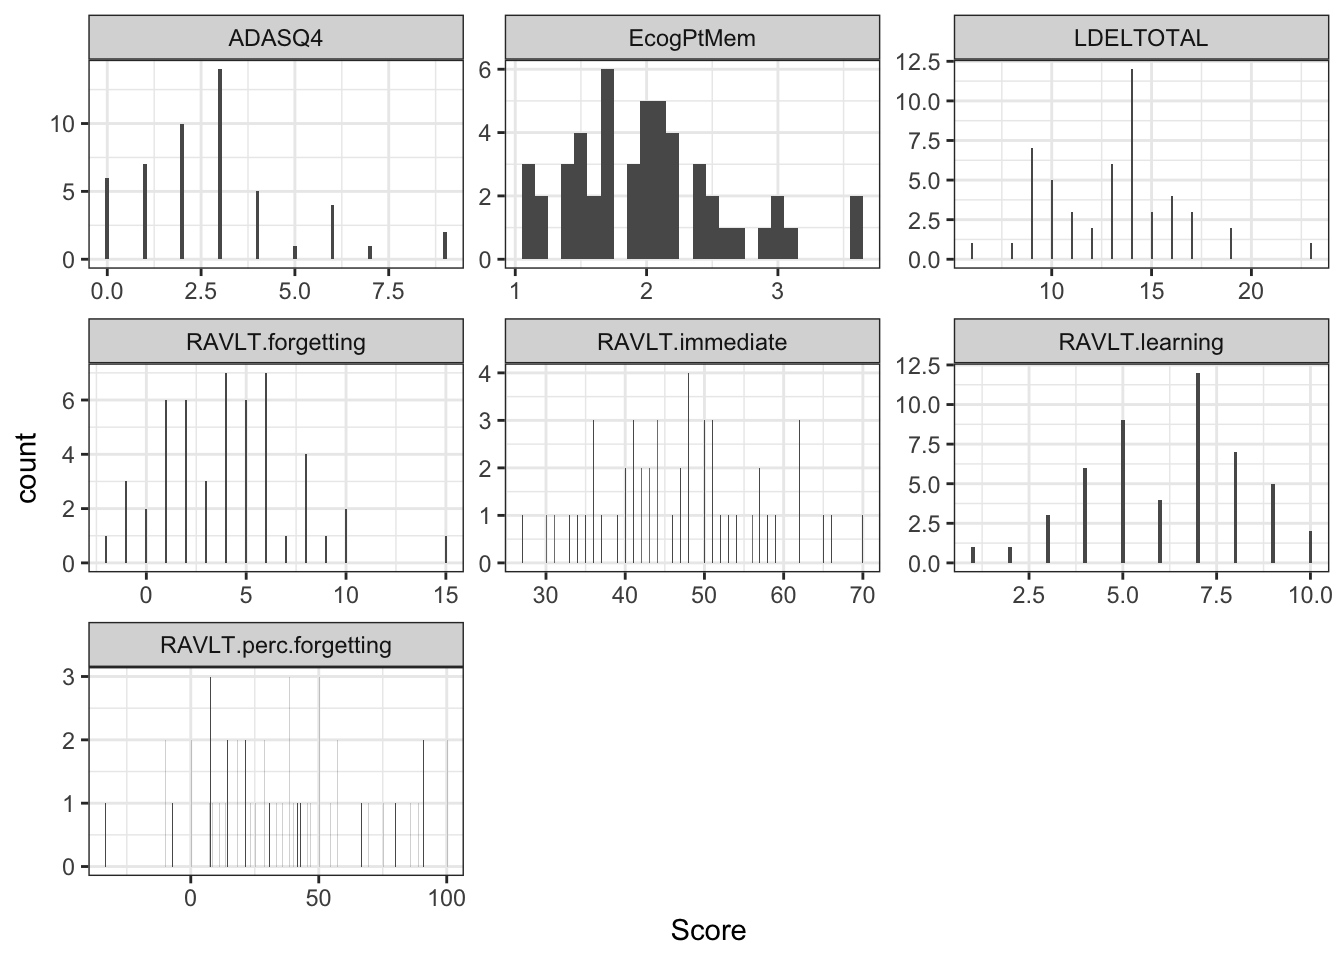 ADASQ4
EcogPtMem
LDELTOTAL
10
5
0
0.0 2.5 5.0 7.5
6
4
2
0
1 2 3
12.5
10.0
7.5
5.0
2.5
0.0
10 15 20
RAVLT.forgetting
RAVLT.immediate
RAVLT.learning
6
4
2
0
0 5 10 15
4
3
2
1
0
30 40 50 60 70
12.5
10.0
7.5
5.0
2.5
0.0
2.5 5.0 7.5 10.0
RAVLT.perc.forgetting
3
2
1
0
0 50 100
count
Score